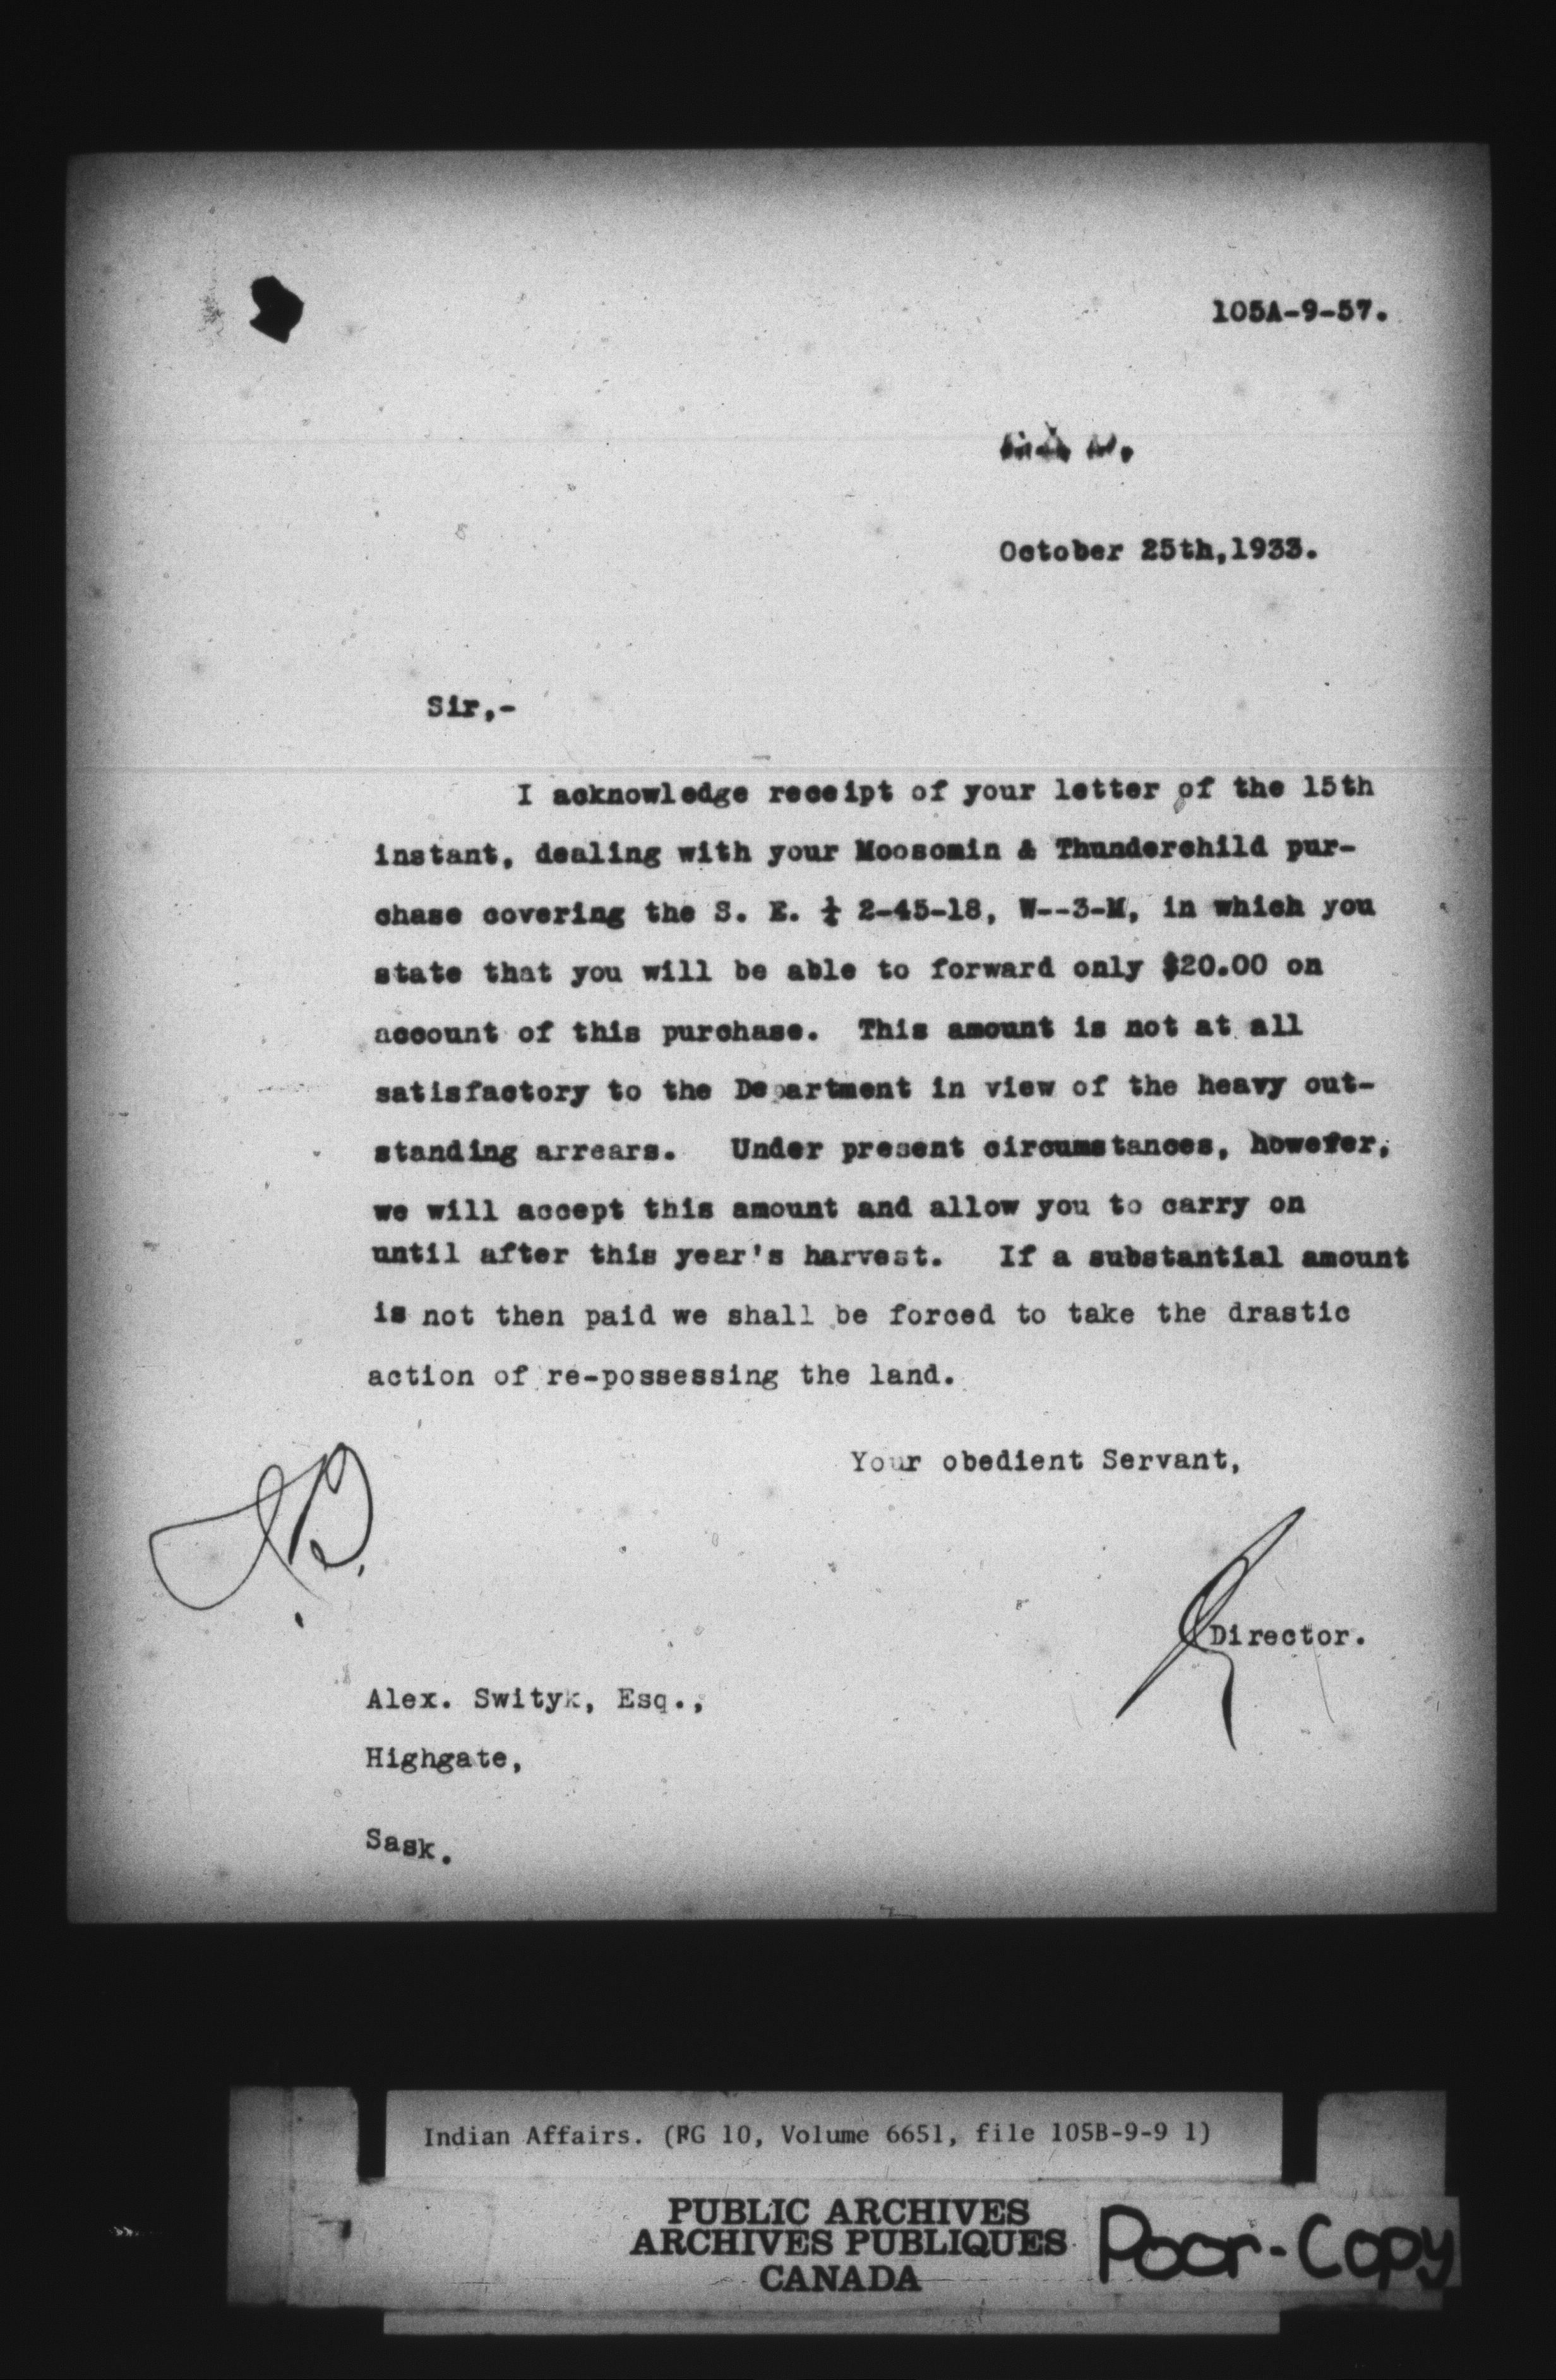 105A-9-57.
October 25th,1933.
Sir,-
I acknowledge receipt of your letter of the 15th
instant, dealing with your Moosomin & Thunderchild pur-
chase covering the S. E. ¼ 2-45-18, W--3-M, in which you
state that you will be able to forward only $20.00 on
account of this purchase. This amount is not at all
satisfactory to the Department in view of the heavy out-
standing arrears. Under present circumstances, however,
we will accept this amount and allow you to carry on
until after this year's harvest. If a substantial amount
is not then paid we shall be forced to take the drastic
action of re-possessing the land.
Your obedient Servant,
Director.
Alex. Swityk, Esq.,
Highgate,
Sask.
Indian Affairs. (RG 10, Volume 6651, file 105B-9-9 1)
PUBLIC ARCHIVES
ARCHIVES PUBLIQUES
CANADA
Poor-Copy